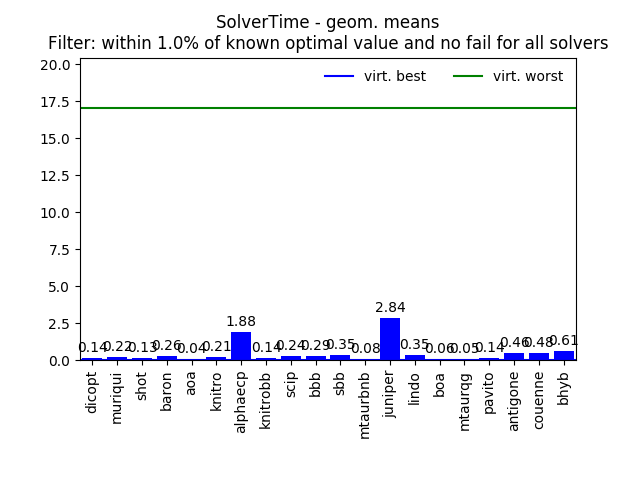 SolverTime - geom. means
Filter: within 1.0% of known optimal value and no fail for all solvers
virt. best virt. worst
20.0
17.5
15.0
12.5
10.0
7.5
5.0
2.5
0.0
0.14 0.22 0.13 0.26 0.04 0.21 1.88 0.14 0.24 0.29 0.35 0.08 2.84 0.35 0.06 0.05 0.14 0.46 0.48 0.61
dicopt
muriqui
shot
baron
aoa
knitro
alphaecp
knitrobb
scip
bbb
sbb
mtaurbnb
juniper
lindo
boa
mtaurqg
pavito
antigone
couenne
bhyb